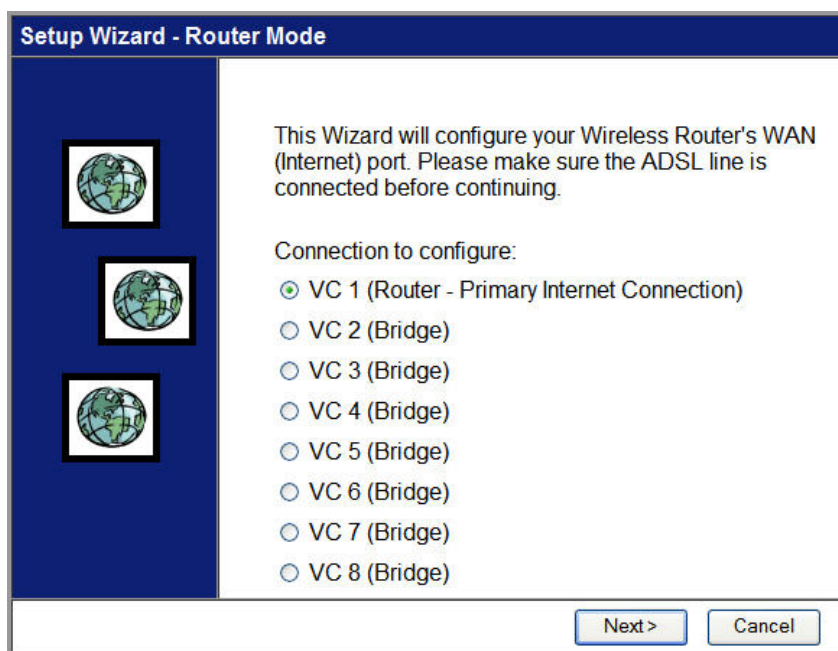 Setup Wizard - Router Mode
This Wizard will configure your Wireless Router's WAN
(Internet) port. Please make sure the ADSL line is
connected before continuing.
Connection to configure:
VC 1 (Router - Primary Internet Connection)
VC 2 (Bridge)
VC 3 (Bridge)
VC 4 (Bridge)
VC 5 (Bridge)
VC 6 (Bridge)
VC 7 (Bridge)
VC 8 (Bridge)
Next >
Cancel